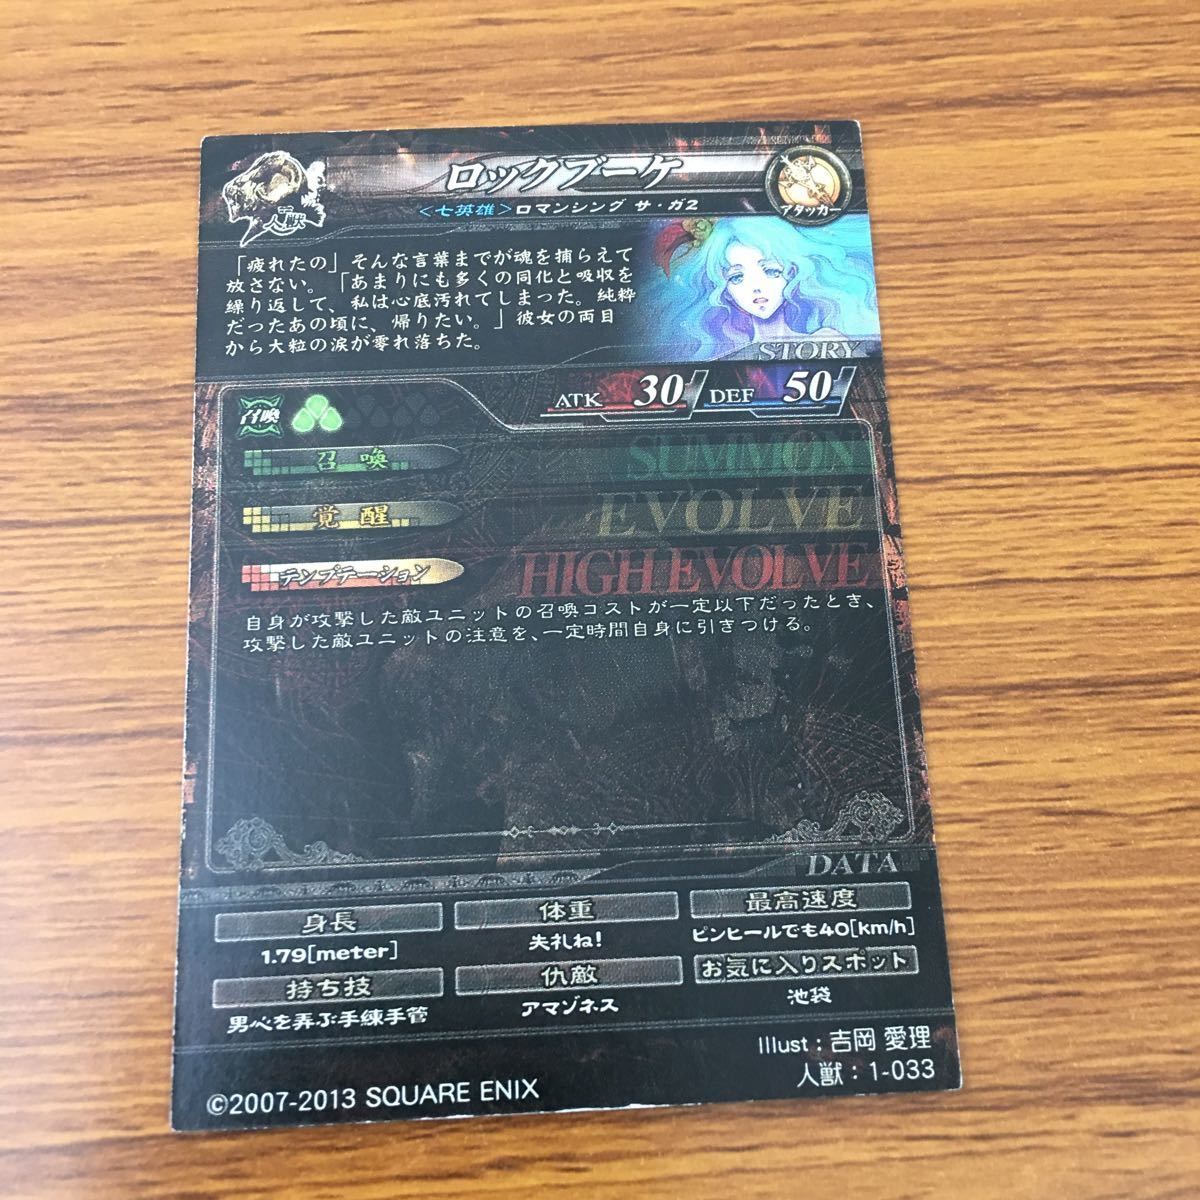 ロックブーケ
人獣
アタッカー
<七英雄>ロマンシング サ・ガ2
「疲れたの」そんな言葉までが魂を捕らえて
放さない。「あまりにも多くの同化と吸収を
繰り返して、私は心底汚れてしまった。純粋
だったあの頃に、帰りたい。」彼女の両目
から大粒の涙が零れ落ちた。
STORY
召喚
ATK 30 DEF 50
召喚 SUMMON
覚醒 EVOLVE
テンプテーション HIGH EVOLVE
自身が攻撃した敵ユニットの召喚コストが一定以下だったとき、
攻撃した敵ユニットの注意を、一定時間自身に引きつける。
DATA
身長 体重 最高速度
1.79[meter] 失礼ね! ピンヒールでも40[km/h]
持ち技 仇敵 お気に入りスポット
男心を弄ぶ手練手管 アマゾネス 池袋
Illust:吉岡 愛理
人獣:1-033
©2007-2013 SQUARE ENIX